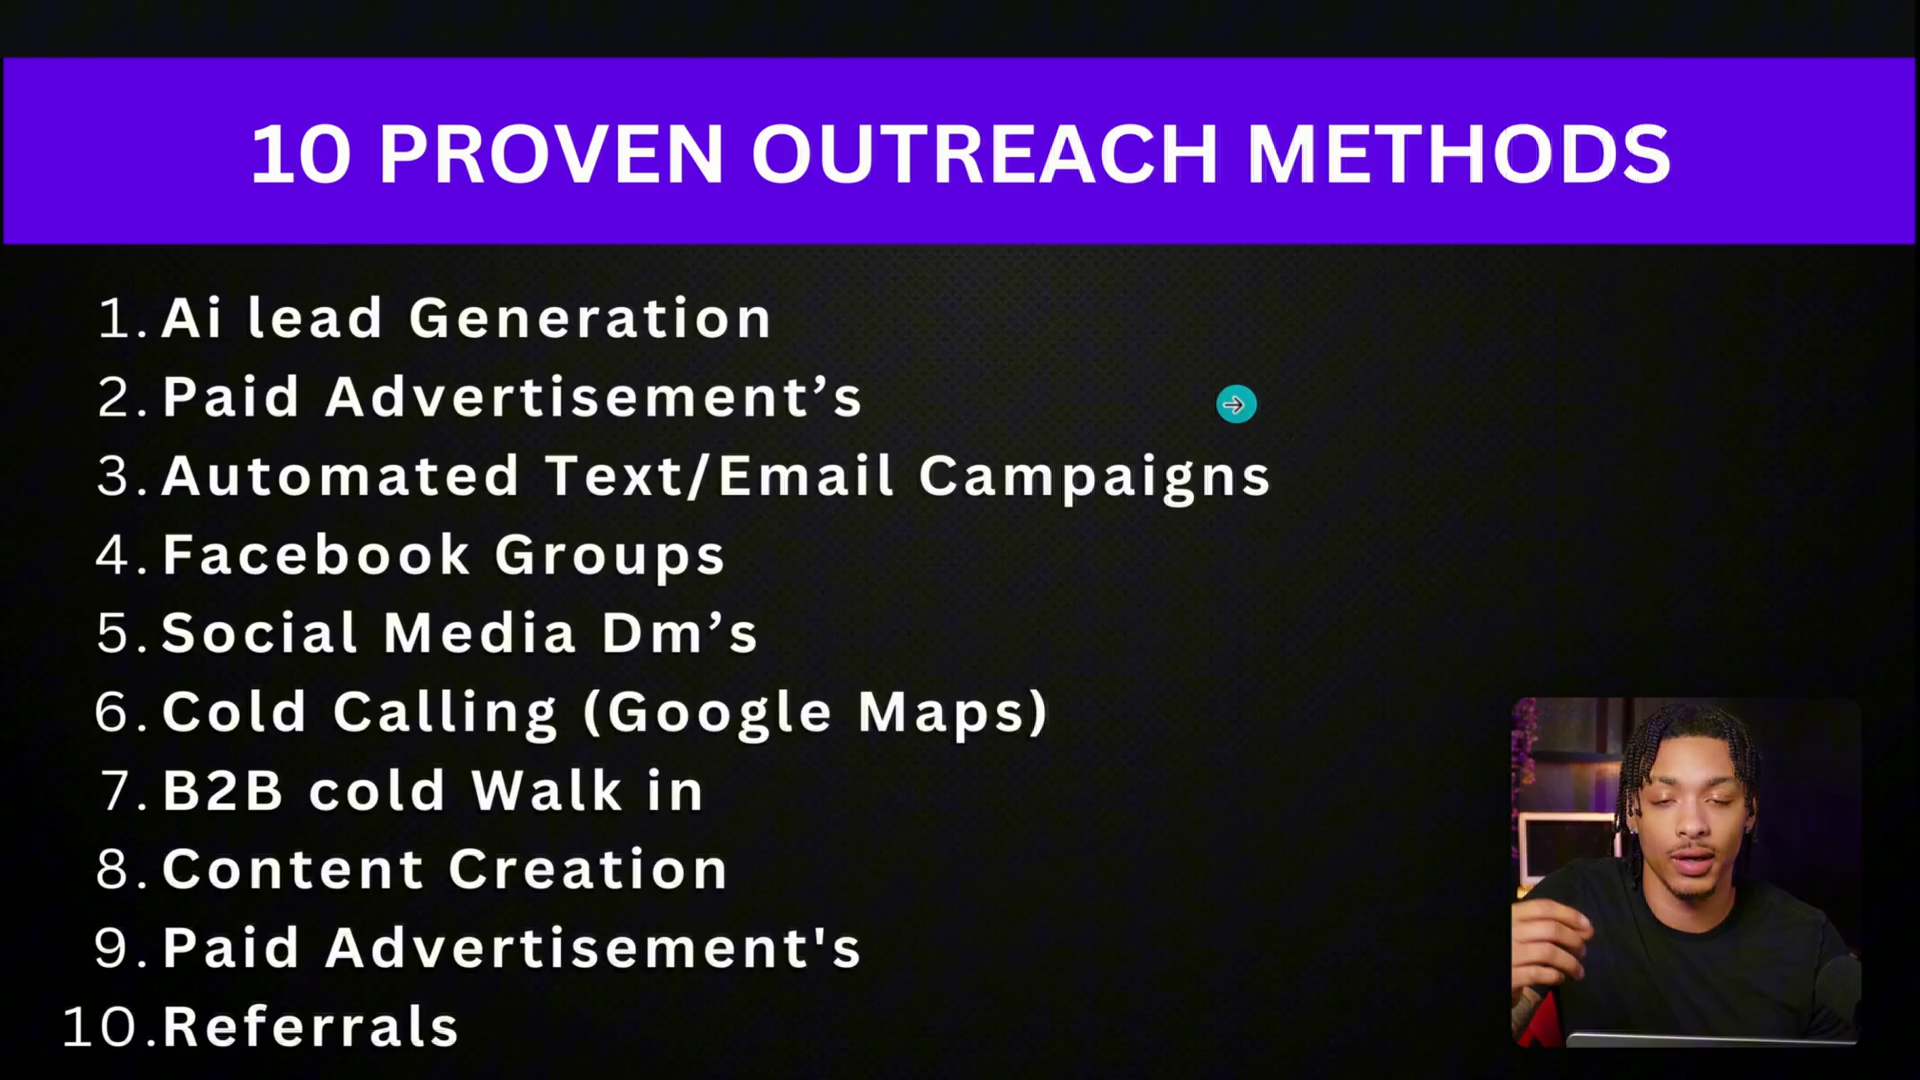 10 PROVEN OUTREACH METHODS
1. Ai lead Generation
2. Paid Advertisement’s
3. Automated Text/Email Campaigns
4. Facebook Groups
5. Social Media Dm’s
6. Cold Calling (Google Maps)
7. B2B cold Walk in
8. Content Creation
9. Paid Advertisement's
10. Referrals